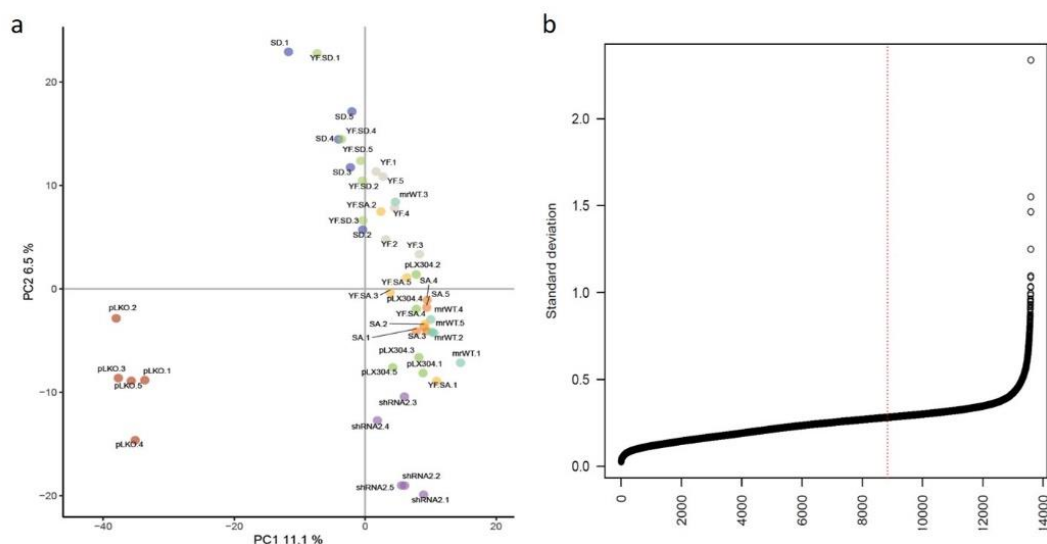 a
b
SD.1
YF.SD.1
SD.5
YF.SD.4
SD.4
YF.SD.5
YF.1
SD.3
YF.5
YF.SD.2
mrWT.3
YF.SA.2
YF.4
YF.SD.3
SD.2
YF.2
YF.3
pLX304.2
SA.4
YF.SA.5
YF.SA.3
pLX304.4
SA.5
mrWT.4
YF.SA.4
SA.2
mrWT.5
SA.1
SA.3
mrWT.2
pLX304.3
pLX304.1
mrWT.1
pLX304.5
YF.SA.1
shRNA2.3
shRNA2.4
shRNA2.2
shRNA2.5
shRNA2.1
pLKO.2
pLKO.3
pLKO.1
pLKO.5
pLKO.4
20
10
0
−10
−20
PC2 6.5 %
−40
−20
0
20
PC1 11.1 %
Standard deviation
2.0
1.5
1.0
0.5
0.0
0
2000
4000
6000
8000
10000
12000
14000